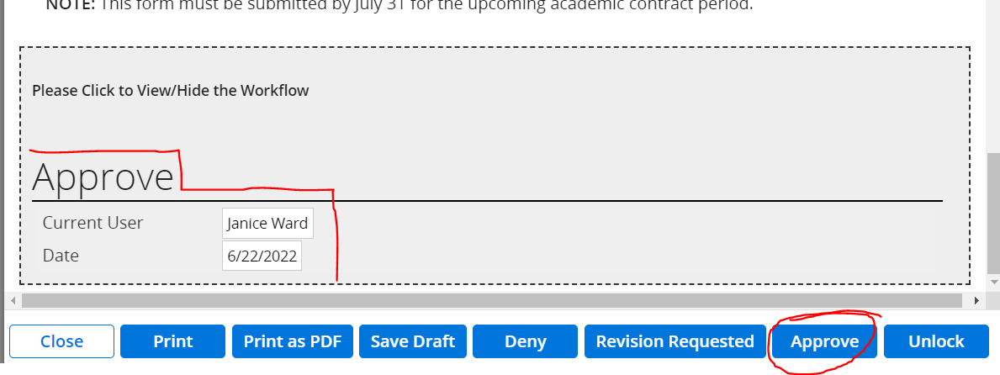 NOTE: This form must be submitted by July 31 for the upcoming academic contract period.
Please Click to View/Hide the Workflow
Approve
Current User Janice Ward
Date 6/22/2022
Close Print Print as PDF Save Draft Deny Revision Requested Approve Unlock